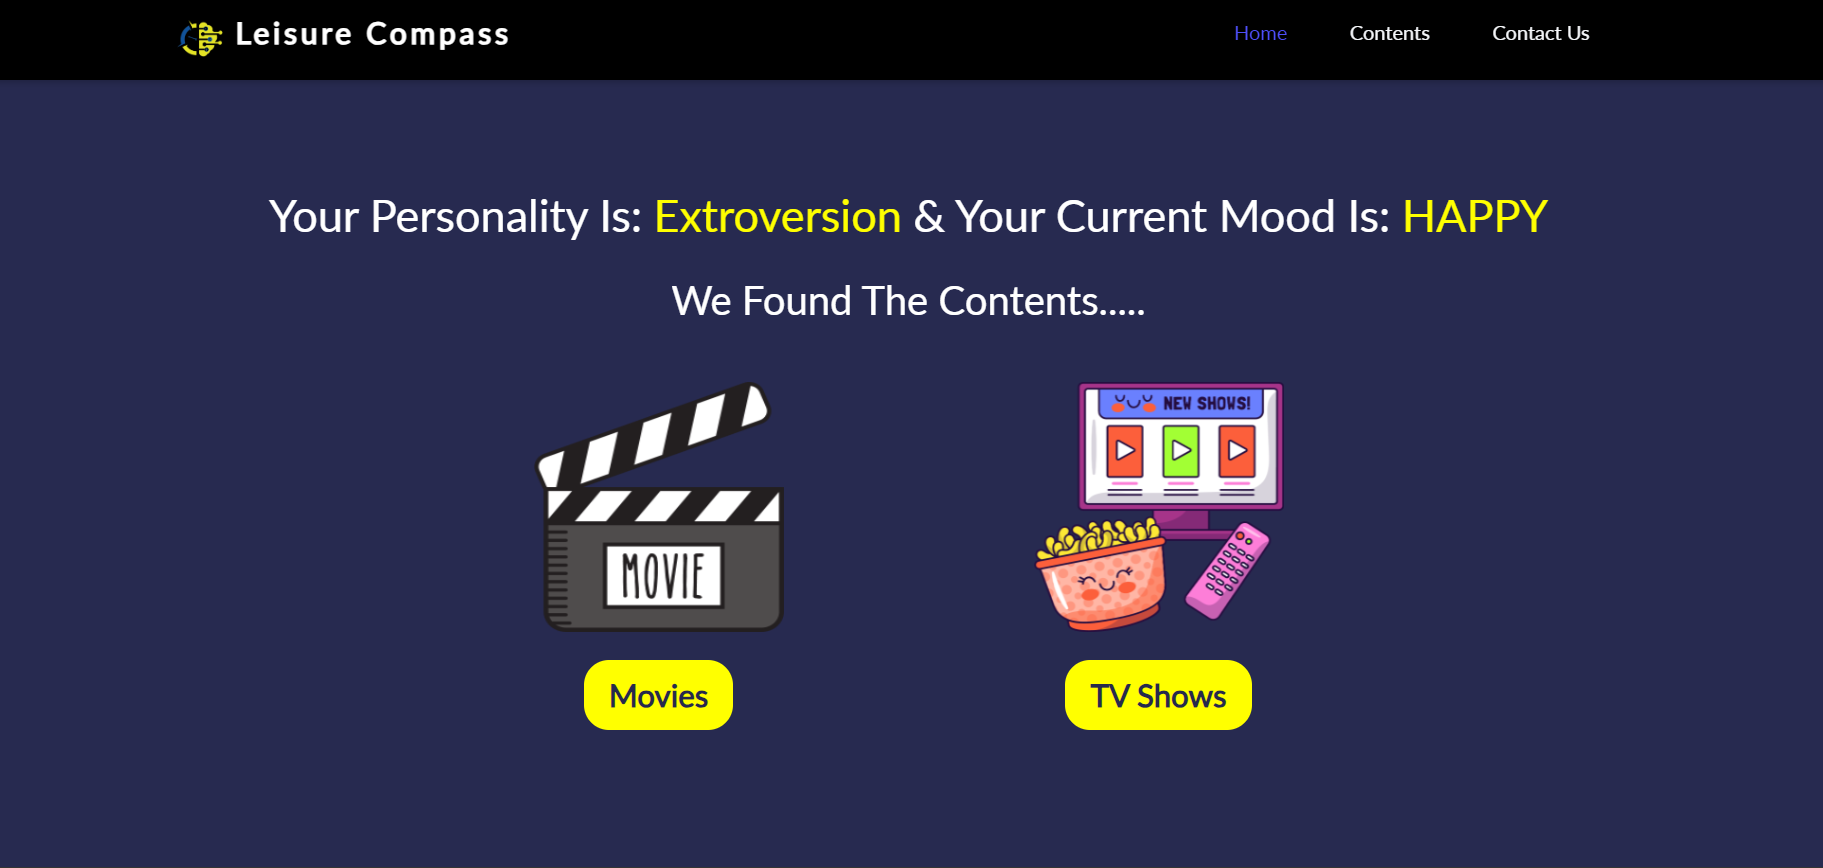 Leisure Compass
Home Contents Contact Us
Your Personality Is: Extroversion & Your Current Mood Is: HAPPY
We Found The Contents.....
MOVIE
NEW SHOWS!
Movies
TV Shows